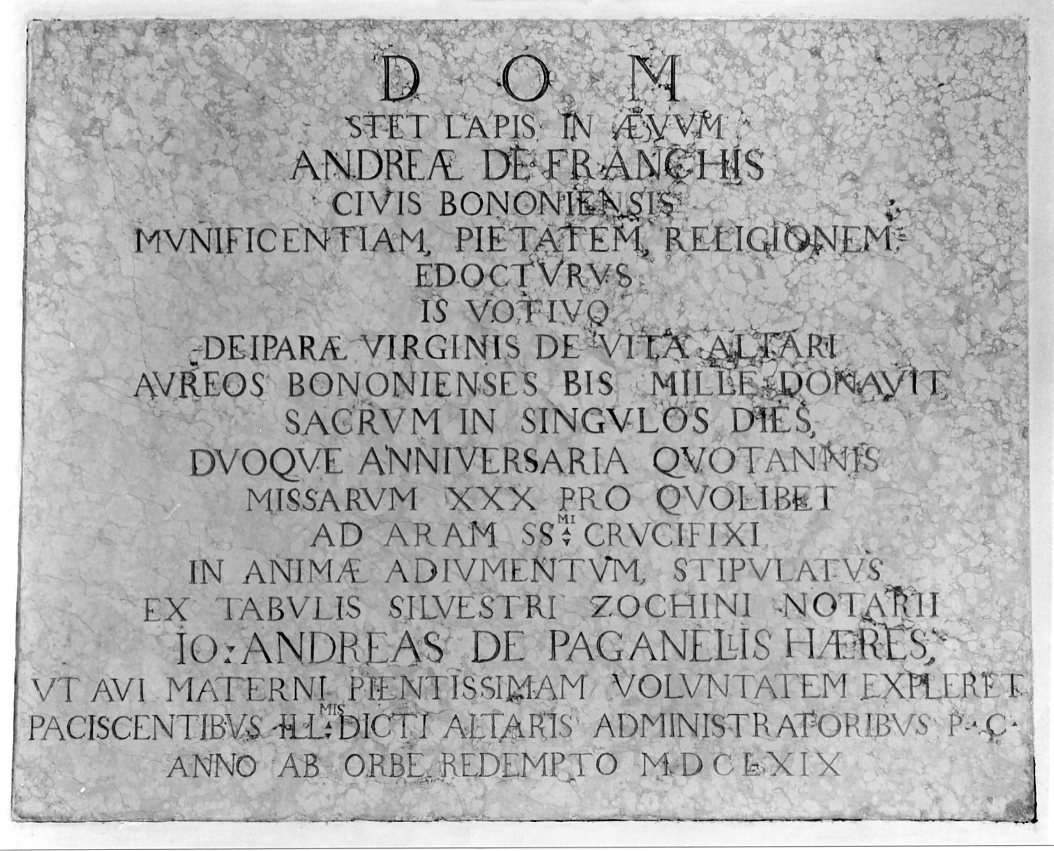 D O M
STET LAPIS IN ÆVVM
ANDREÆ DE FRANCHIS
CIVIS BONONIENSIS
MVNIFICENTIAM, PIETATEM, RELIGIONEM,
EDOCTVRVS
IS VOTIVO
DEIPARÆ VIRGINIS DE VITA ALTARI
AVREOS BONONIENSES BIS MILLE DONAVIT,
SACRVM IN SINGVLOS DIES,
DVOQVE ANNIVERSARIA QVOTANNIS
MISSARVM XXX PRO QVOLIBET
AD ARAM SS.MI CRVCIFIXI
IN ANIMÆ ADIVMENTVM, STIPVLATVS
EX TABVLIS SILVESTRI ZOCHINI NOTARII
IO: ANDREAS DE PAGANELLIS HÆRES,
VT AVI MATERNI PIENTISSIMAM VOLVNTATEM EXPLERET
PACISCENTIBVS ILL.MIS DICTI ALTARIS ADMINISTRATORIBVS P·C·
ANNO AB ORBE REDEMPTO MDCLXIX